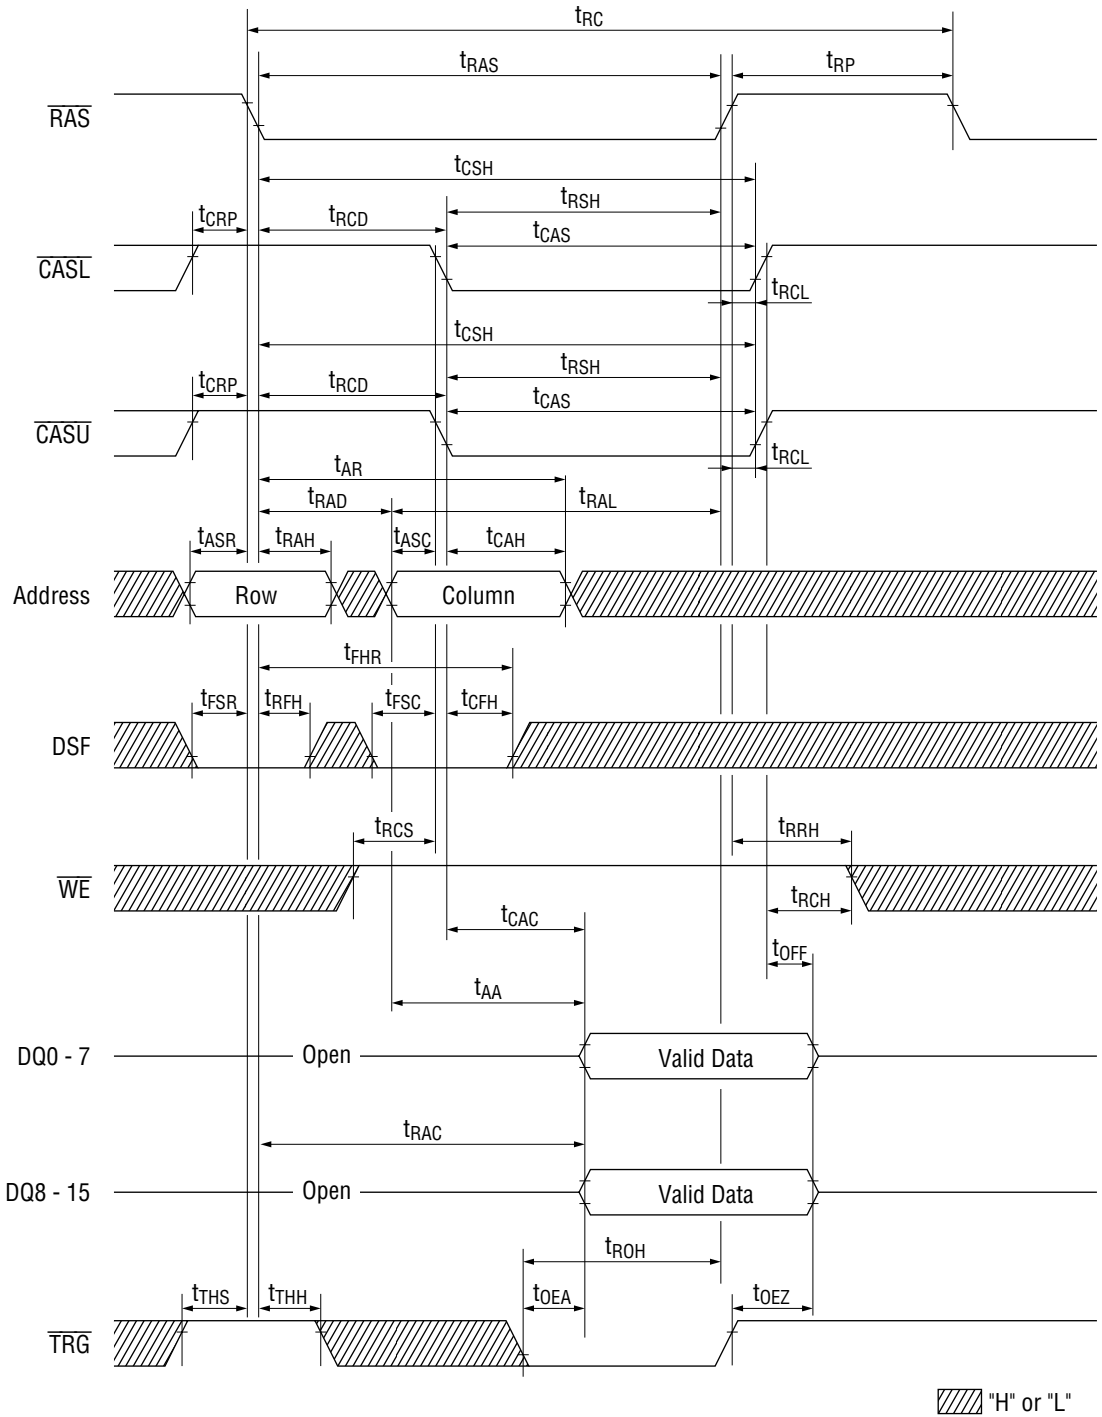 tRC
tRAS
tRP
RAS
tCSH
tRSH
tCRP
tRCD
tCAS
CASL
tRCL
tCSH
tRSH
tCRP
tRCD
tCAS
CASU
tRCL
tAR
tRAD
tRAL
tASR
tRAH
tASC
tCAH
Address
Row
Column
tFHR
tFSR
tRFH
tFSC
tCFH
DSF
tRCS
tRRH
WE
tRCH
tCAC
tOFF
tAA
DQ0 - 7
Open
Valid Data
tRAC
DQ8 - 15
Open
Valid Data
tROH
tTHS
tTHH
tOEA
tOEZ
TRG
"H" or "L"